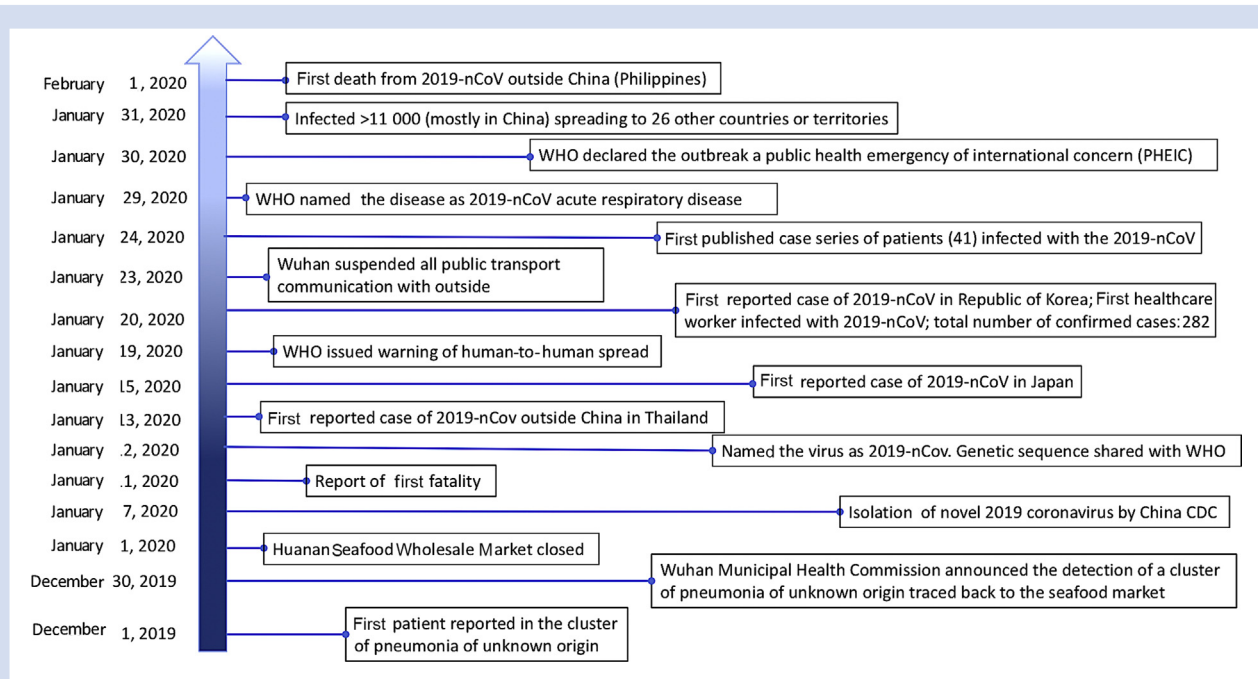 February 1, 2020
First death from 2019-nCoV outside China (Philippines)
January 31, 2020
Infected >11 000 (mostly in China) spreading to 26 other countries or territories
January 30, 2020
WHO declared the outbreak a public health emergency of international concern (PHEIC)
January 29, 2020
WHO named the disease as 2019-nCoV acute respiratory disease
January 24, 2020
First published case series of patients (41) infected with the 2019-nCoV
January 23, 2020
Wuhan suspended all public transport
communication with outside
January 20, 2020
First reported case of 2019-nCoV in Republic of Korea; First healthcare
worker infected with 2019-nCoV; total number of confirmed cases:282
January 19, 2020
WHO issued warning of human-to-human spread
January 15, 2020
First reported case of 2019-nCoV in Japan
January 13, 2020
First reported case of 2019-nCov outside China in Thailand
January .2, 2020
Named the virus as 2019-nCov. Genetic sequence shared with WHO
January .1, 2020
Report of first fatality
January 7, 2020
Isolation of novel 2019 coronavirus by China CDC
January 1, 2020
Huanan Seafood Wholesale Market closed
December 30, 2019
Wuhan Municipal Health Commission announced the detection of a cluster
of pneumonia of unknown origin traced back to the seafood market
December 1, 2019
First patient reported in the cluster
of pneumonia of unknown origin